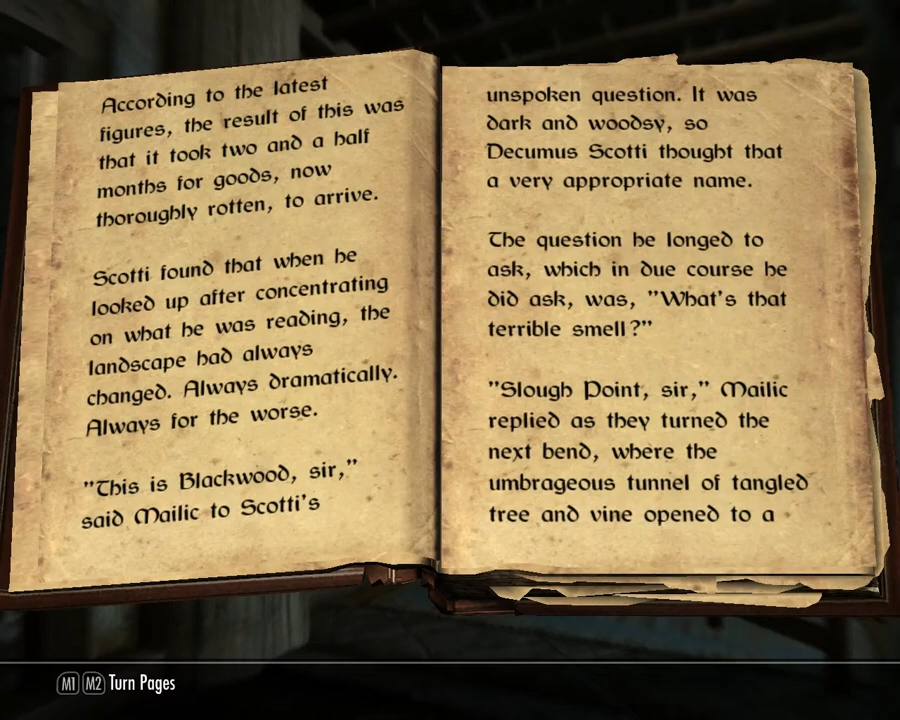 According to the latest
figures, the result of this was
that it took two and a half
months for goods, now
thoroughly rotten, to arrive.
Scotti found that when he
looked up after concentrating
on what he was reading, the
landscape had always
changed. Always dramatically.
Always for the worse.
"This is Blackwood, sir,"
said Mailic to Scotti's
unspoken question. It was
dark and woodsy, so
Decumus Scotti thought that
a very appropriate name.
The question he longed to
ask, which in due course he
did ask, was, "What's that
terrible smell?"
"Slough Point, sir," Mailic
replied as they turned the
next bend, where the
umbrageous tunnel of tangled
tree and vine opened to a
M1 M2 Turn Pages